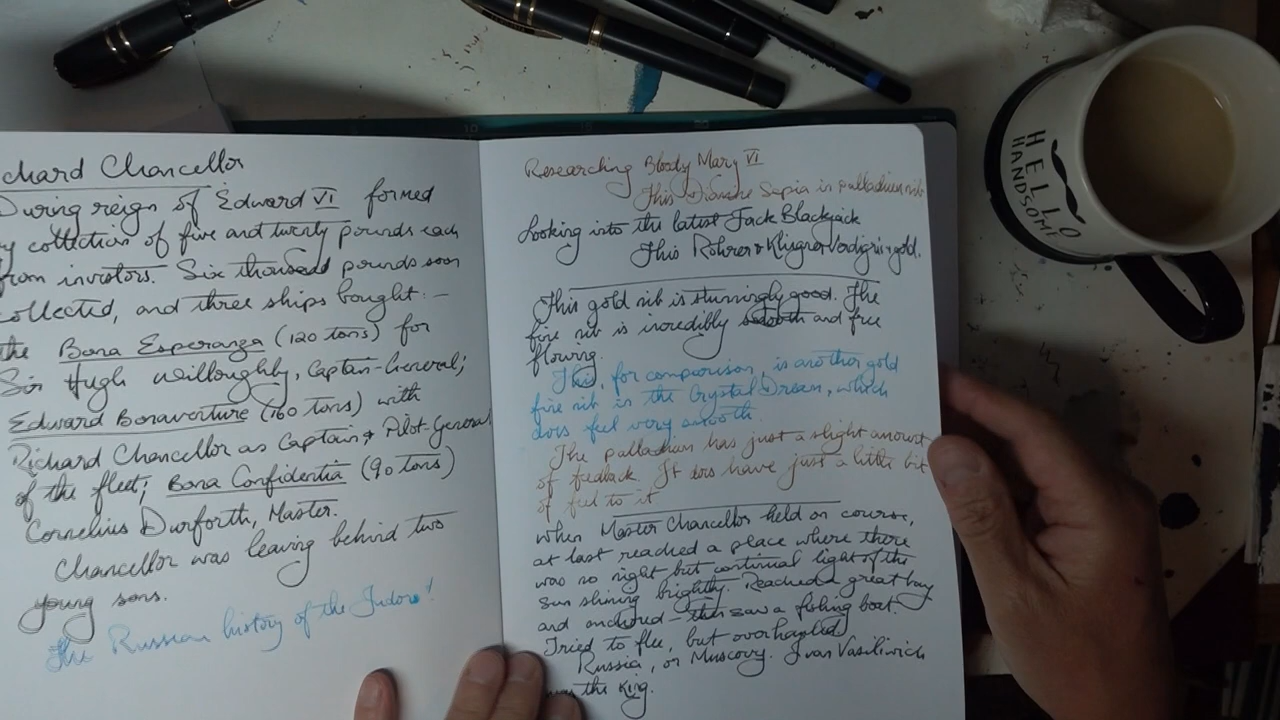 chard Chancellor
During reign of Edward VI formed
by collection of five and twenty pounds each
from investors. Six thousand pounds soon
collected, and three ships bought:-
the Bona Esperanza (120 tons) for
Sir Hugh Willoughby, Captain-General;
Edward Bonaventure (160 tons) with
Richard Chancellor as Captain & Pilot-General
of the fleet; Bona Confidentia (90 tons)
Cornelius Durforth, Master.
Chancellor was leaving behind two
young sons.
The Russian history of the Tudors!
Researching Bloody Mary VI
This Diamine Sepia in palladium nib
Looking into the latest Jack Blackjack
This Rohrer & Klingner Verdigris gold.
This gold nib is stunningly good. The
fine nib is incredibly smooth and free
flowing.
This, for comparison, is another gold
fine nib in the Crystal Dream, which
does feel very smooth
The palladium has just a slight amount
of feedback. It does have just a little bit
of feel to it
When Master Chancellor held on course,
at last reached a place where there
was no night but continual light of the
sun shining brightly. Reached a great bay
and anchored - then saw a fishing boat.
Tried to flee, but overhauled
Russia, or Muscovy. Ivan Vasilivich
was the King.
HELLO
HANDSOME